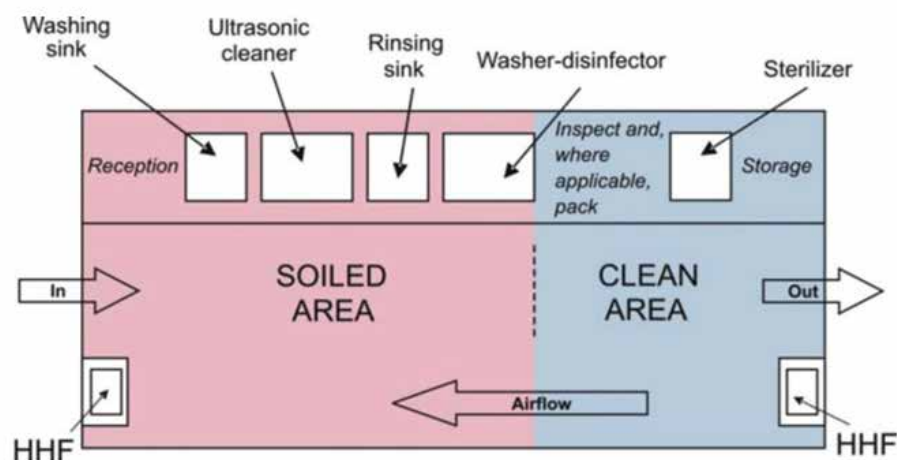 Washing
sink
Ultrasonic
cleaner
Rinsing
sink
Washer-disinfector
Sterilizer
Reception
Inspect and,
where
applicable,
pack
Storage
SOILED
AREA
CLEAN
AREA
In
Out
Airflow
HHF
HHF